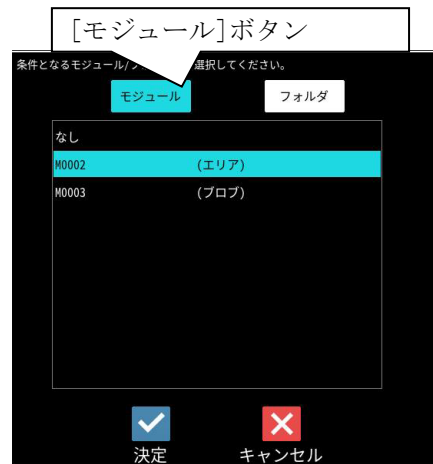 [モジュール]ボタン
条件となるモジュール/ 選択してください。
モジュール フォルダ
なし
M0002 (エリア)
M0003 (ブロブ)
決定 キャンセル